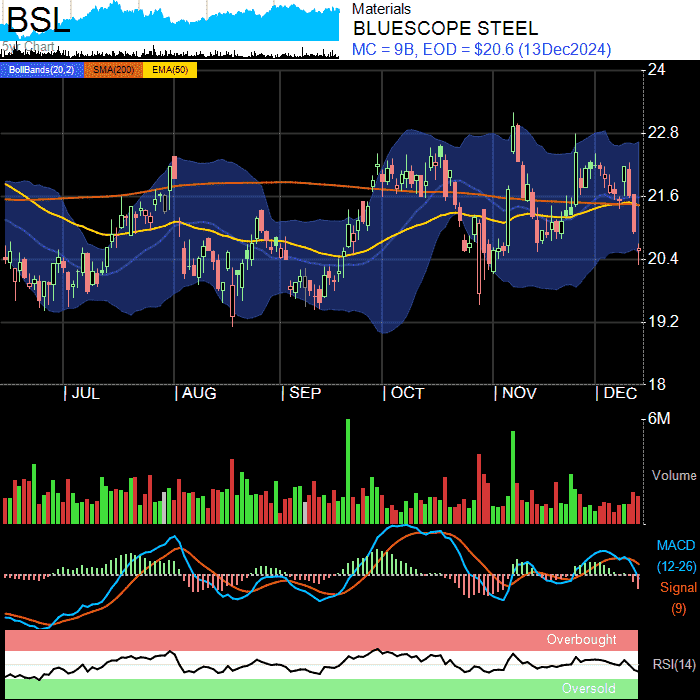 BSL
5yr Chart
Materials
BLUESCOPE STEEL
MC = 9B, EOD = $20.6 (13Dec2024)
BollBands(20,2) SMA(200) EMA(50)
24
22.8
21.6
20.4
19.2
18
JUL AUG SEP OCT NOV DEC
6M
Volume
MACD
(12-26)
Signal
(9)
Overbought
RSI(14)
Oversold